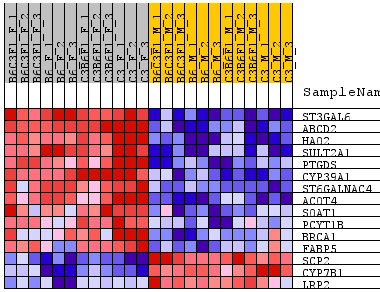 B6C3F1_F_1
B6C3F1_F_2
B6C3F1_F_3
B6_F_1
B6_F_2
B6_F_3
C3B6F1_F_1
C3B6F1_F_2
C3B6F1_F_3
C3_F_1
C3_F_2
C3_F_3
B6C3F1_M_1
B6C3F1_M_2
B6C3F1_M_3
B6_M_1
B6_M_2
B6_M_3
C3B6F1_M_1
C3B6F1_M_2
C3B6F1_M_3
C3_M_1
C3_M_2
C3_M_3
SampleNam
ST3GAL6
ABCD2
HAO2
SULT2A1
PTGDS
CYP39A1
ST6GALNAC4
ACOT4
SOAT1
PCYT1B
BRCA1
FABP5
SCP2
CYP7B1
LRP2